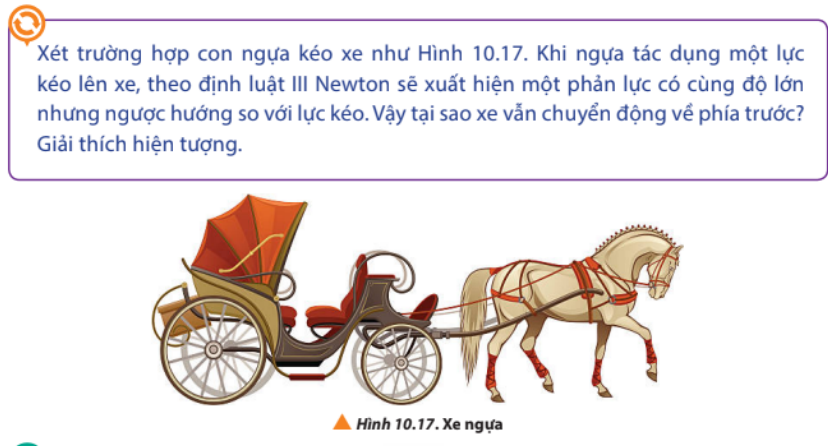 Xét trường hợp con ngựa kéo xe như Hình 10.17. Khi ngựa tác dụng một lực
kéo lên xe, theo định luật III Newton sẽ xuất hiện một phản lực có cùng độ lớn
nhưng ngược hướng so với lực kéo. Vậy tại sao xe vẫn chuyển động về phía trước?
Giải thích hiện tượng.
Hình 10.17. Xe ngựa